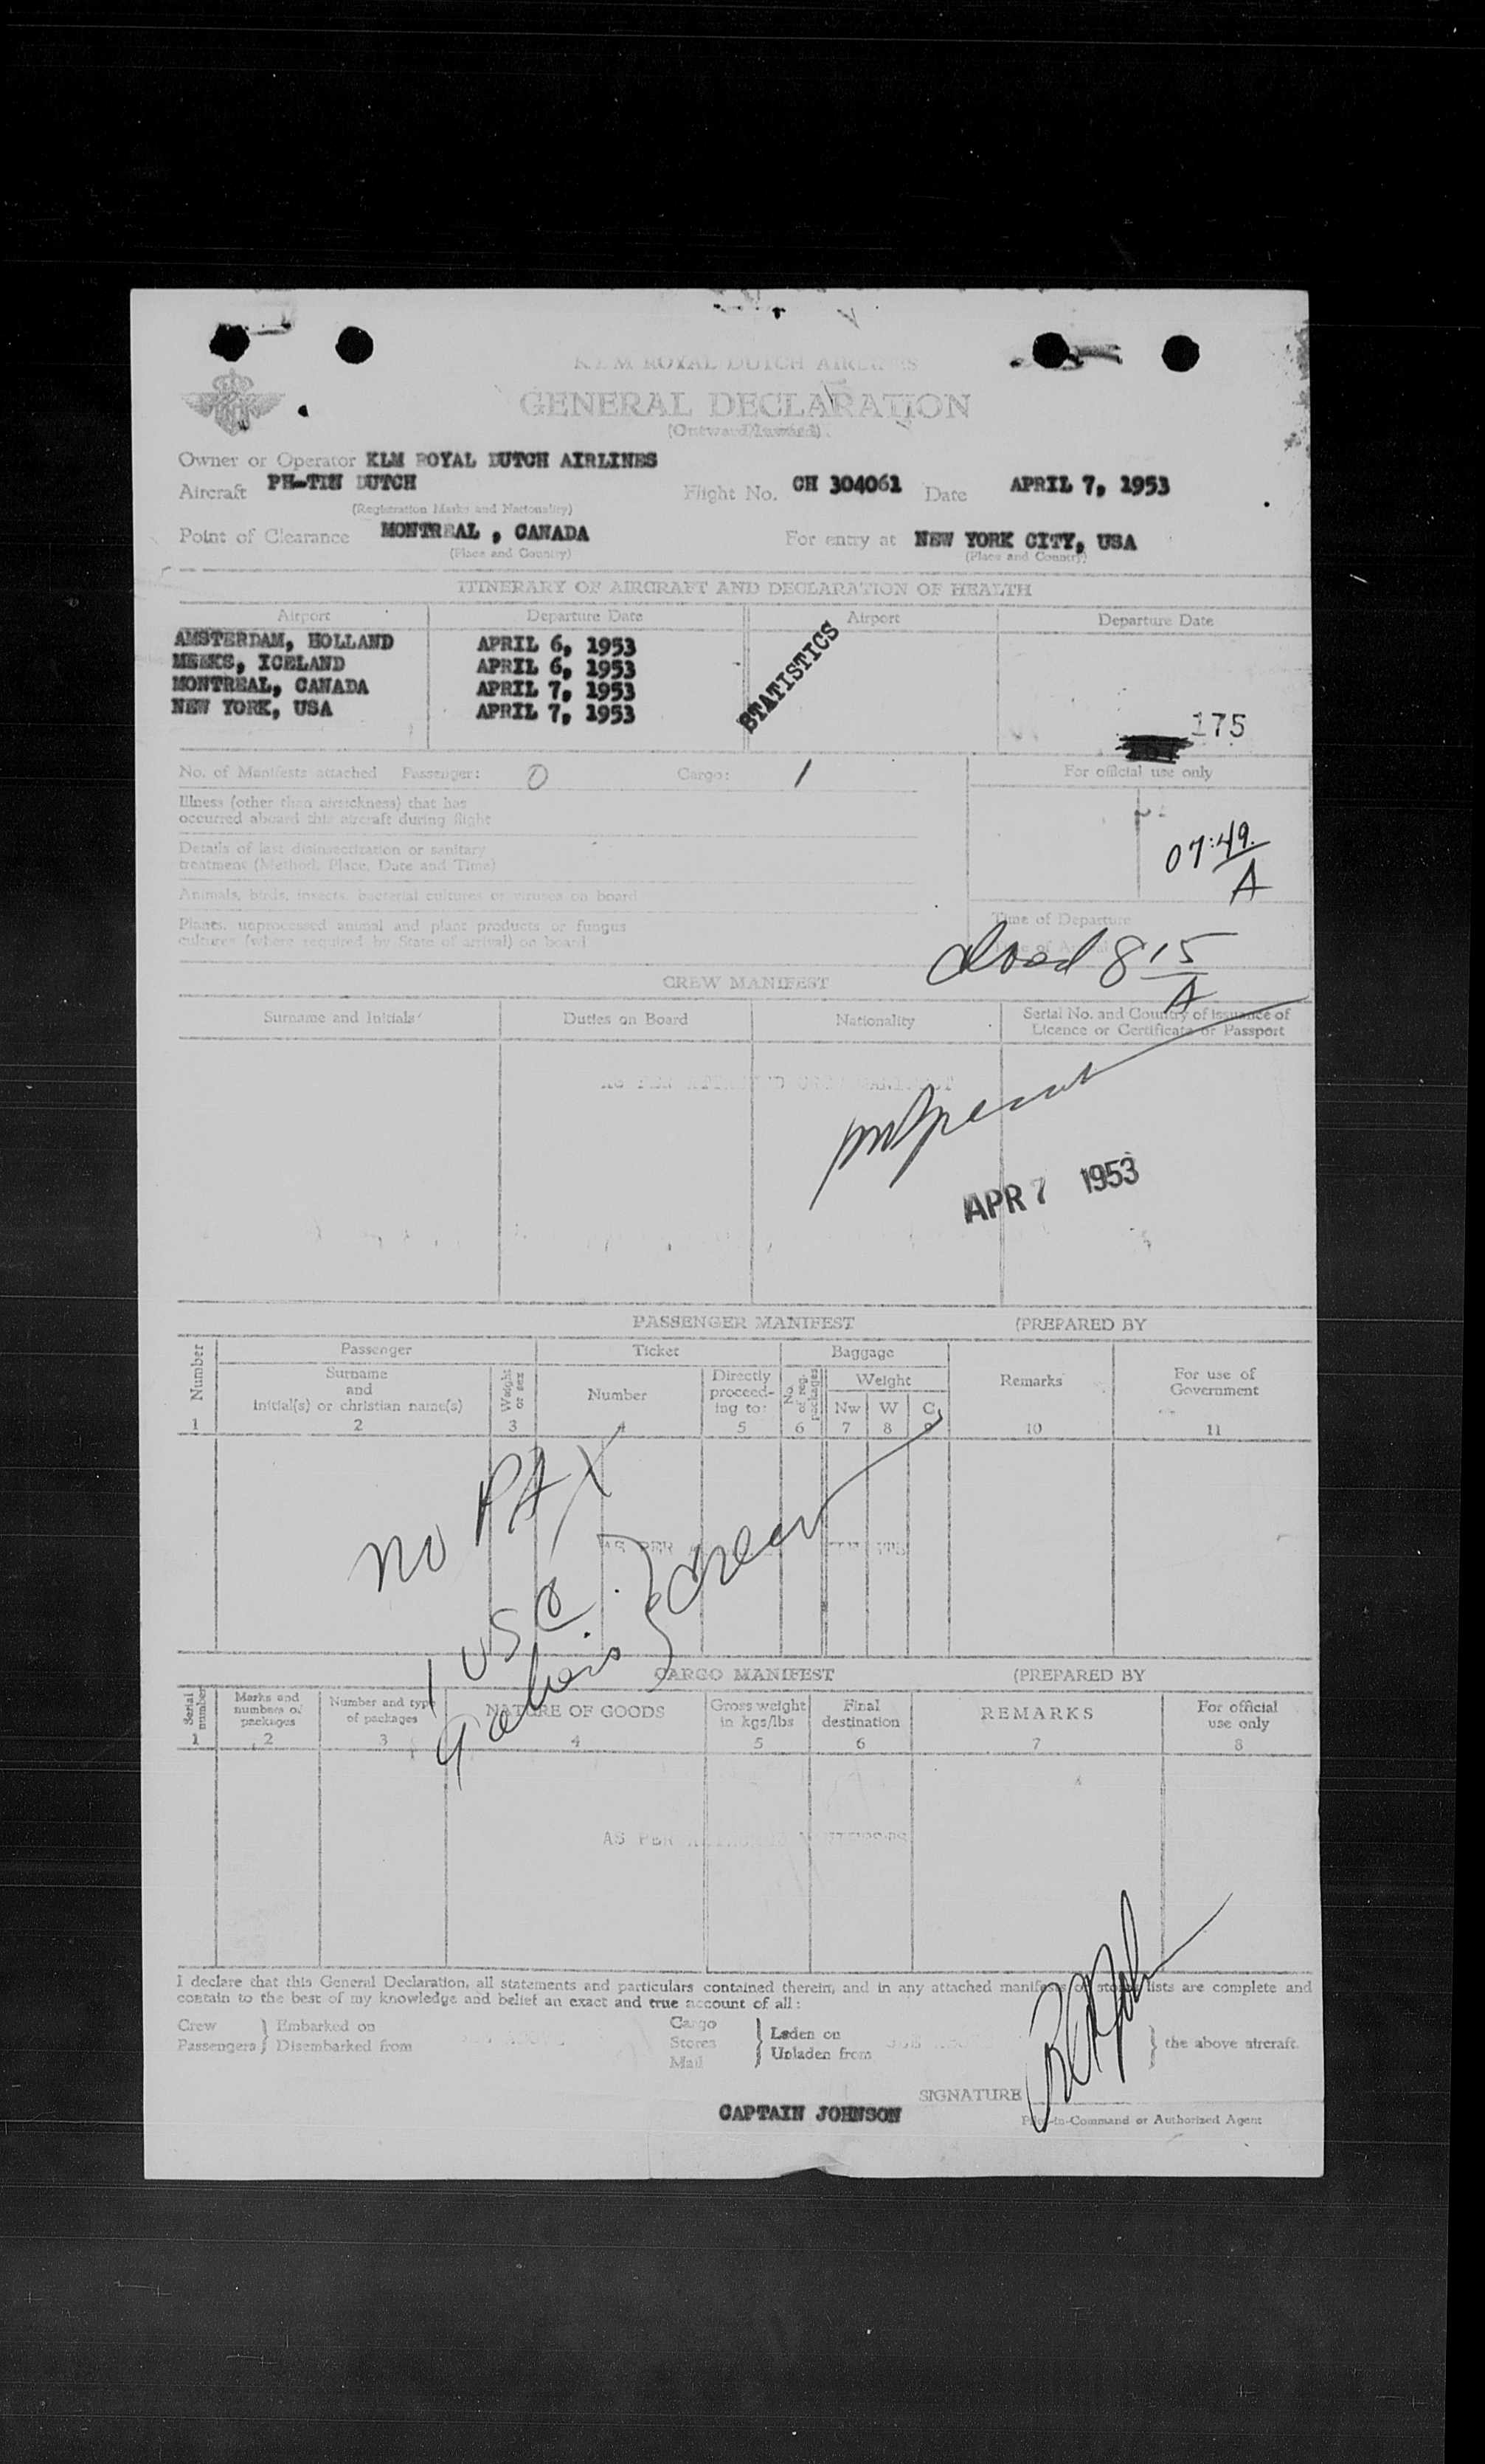 KLM ROYAL DUTCH AIRLINES
GENERAL DECLARATION
(Outward/Inward)
Owner or Operator KLM ROYAL DUTCH AIRLINES
Aircraft PH-TIN DUTCH Flight No. CH 304061 Date APRIL 7, 1953
(Registration Marks and Nationality)
Point of Clearance MONTREAL , CANADA For entry at NEW YORK CITY, USA
(Place and Country) (Place and Country)
ITINERARY OF AIRCRAFT AND DECLARATION OF HEALTH
Airport Departure Date Airport Departure Date
AMSTERDAM, HOLLAND APRIL 6, 1953
MEEKS, ICELAND APRIL 6, 1953
MONTREAL, CANADA APRIL 7, 1953
NEW YORK, USA APRIL 7, 1953
STATISTICS
175
No. of Manifests attached Passenger: 0 Cargo: 1 For official use only
Illness (other than airsickness) that has
occurred aboard this aircraft during flight
07:49 A
Details of last disinsectization or sanitary
treatment (Method, Place, Date and Time)
Animals, birds, insects, bacterial cultures or viruses on board
Plants, unprocessed animal and plant products or fungus
cultures (where required by State of arrival) on board
Time of Departure
815 A
CREW MANIFEST
Surname and Initials Duties on Board Nationality Serial No. and Country of issuance of
Licence or Certificate or Passport
AS PER ATTACHED CREW MANIFEST
APR 7 1953
PASSENGER MANIFEST (PREPARED BY
Number Passenger Ticket Baggage Remarks For use of
Government
Surname
and
initial(s) or christian name(s)
Weight
or sex
Number
Directly
proceed-
ing to:
No.
of reg.
packages
Weight
Nw W C
1 2 3 4 5 6 7 8 9 10 11
No PAX
AS PER
1 USC
9 aliens } crew
CARGO MANIFEST (PREPARED BY
Serial
number
Marks and
numbers of
packages
Number and type
of packages
NATURE OF GOODS
Gross weight
in kgs/lbs
Final
destination
REMARKS
For official
use only
1 2 3 4 5 6 7 8
AS PER
I declare that this General Declaration, all statements and particulars contained therein, and in any attached manifests or stores lists are complete and
contain to the best of my knowledge and belief an exact and true account of all:
Crew } Embarked on
Passengers } Disembarked from
Cargo
Stores
Mail
} Laden on
Unladen from
} the above aircraft.
SIGNATURE
CAPTAIN JOHNSON
Pilot-in-Command or Authorized Agent